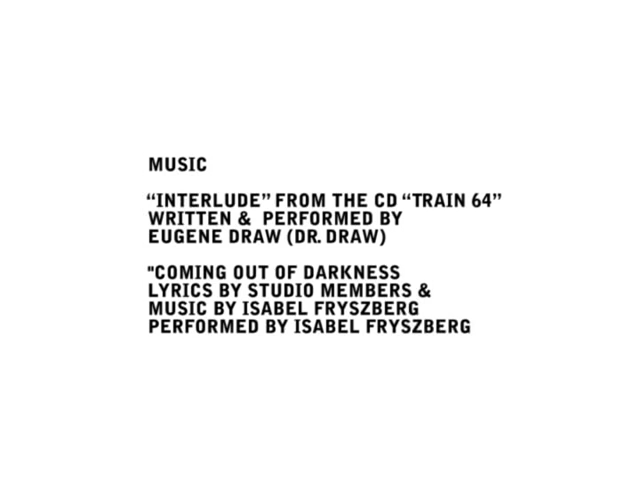 MUSIC
“INTERLUDE” FROM THE CD “TRAIN 64”
WRITTEN &  PERFORMED BY
EUGENE DRAW (DR. DRAW)
"COMING OUT OF DARKNESS
LYRICS BY STUDIO MEMBERS &
MUSIC BY ISABEL FRYSZBERG
PERFORMED BY ISABEL FRYSZBERG